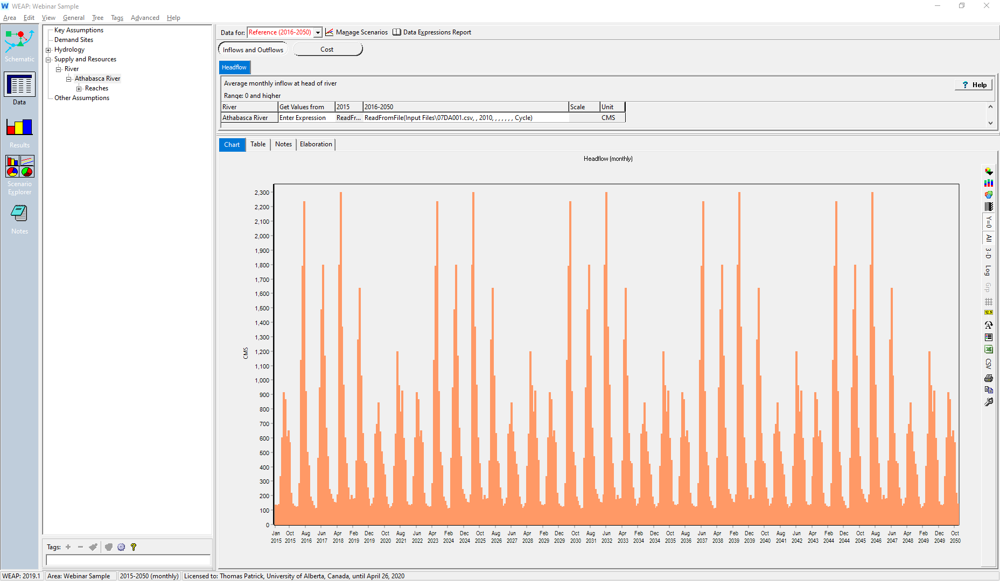 WEAP: Webinar Sample
Area Edit View General Tree Tags Advanced Help
Schematic
Data
Results
Scenario
Explorer
Notes
Key Assumptions
Demand Sites
Hydrology
Supply and Resources
River
Athabasca River
Reaches
Other Assumptions
Tags:
Data for: Reference (2016-2050) Manage Scenarios Data Expressions Report
Inflows and Outflows Cost
Headflow
Average monthly inflow at head of river
Help
Range: 0 and higher
River Get Values from 2015 2016-2050 Scale Unit
Athabasca River Enter Expression ReadFr... ReadFromFile(Input Files\07DA001.csv, , 2010, , , , , , , Cycle) CMS
Chart Table Notes Elaboration
Headflow (monthly)
2,300
2,200
2,100
2,000
1,900
1,800
1,700
1,600
1,500
1,400
1,300
1,200
1,100
1,000
900
800
700
600
500
400
300
200
100
0
CMS
Jan Oct Aug Jun Apr Feb Dec Oct Aug Jun Apr Feb Dec Oct Aug Jun Apr Feb Dec Oct Aug Jun Apr Feb Dec Oct Aug Jun Apr Feb Dec Oct Aug Jun Apr Feb Dec Oct Aug Jun Apr Feb Dec Oct
2015 2015 2016 2017 2018 2019 2019 2020 2021 2022 2023 2024 2024 2025 2026 2027 2028 2029 2029 2030 2031 2032 2033 2034 2034 2035 2036 2037 2038 2039 2039 2040 2041 2042 2043 2044 2044 2045 2046 2047 2048 2049 2049 2050
Y=0
All
3-D
Log
Grp
12.5
CSV
WEAP: 2019.1 Area: Webinar Sample 2015-2050 (monthly) Licensed to: Thomas Patrick, University of Alberta, Canada, until April 26, 2020